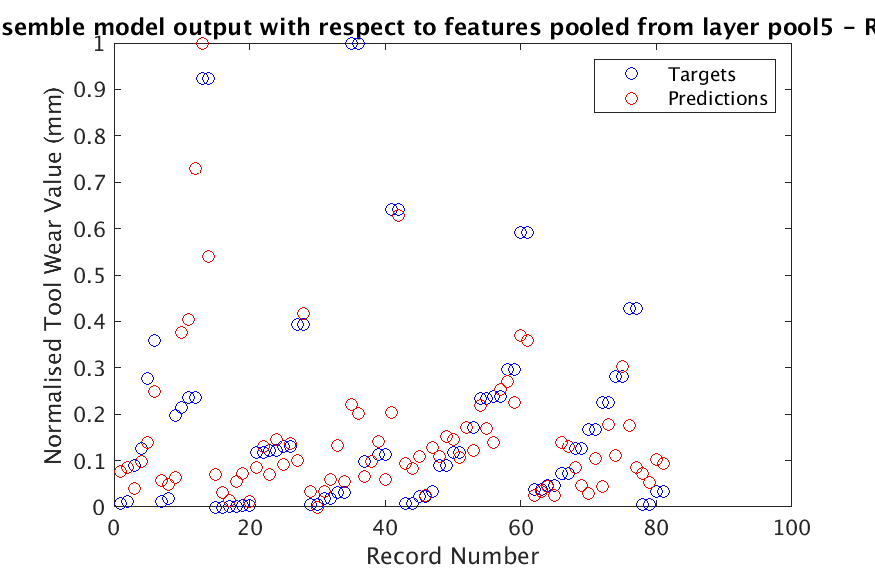 semble model output with respect to features pooled from layer pool5 – R
Normalised Tool Wear Value (mm)
1
0.9
0.8
0.7
0.6
0.5
0.4
0.3
0.2
0.1
0
Targets
Predictions
0 20 40 60 80 100
Record Number